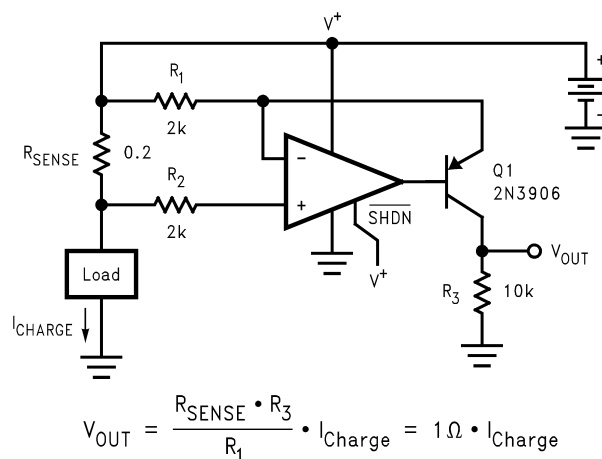 V+
R1
2k
RSENSE
0.2
R2
2k
−
+
SHDN
V+
Q1
2N3906
+
−
Load
ICHARGE
VOUT
R3
10k
VOUT = RSENSE • R3 / R1 • ICharge = 1Ω • ICharge